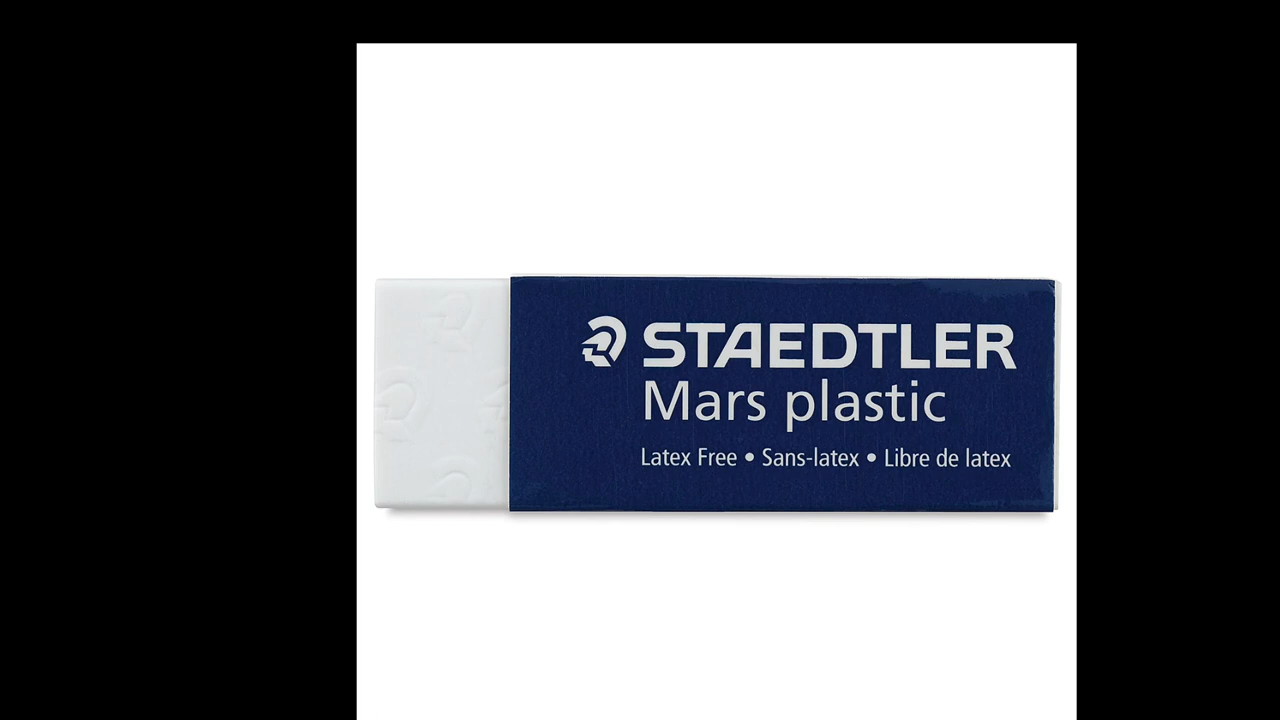 STAEDTLER
Mars plastic
Latex Free • Sans-latex • Libre de latex